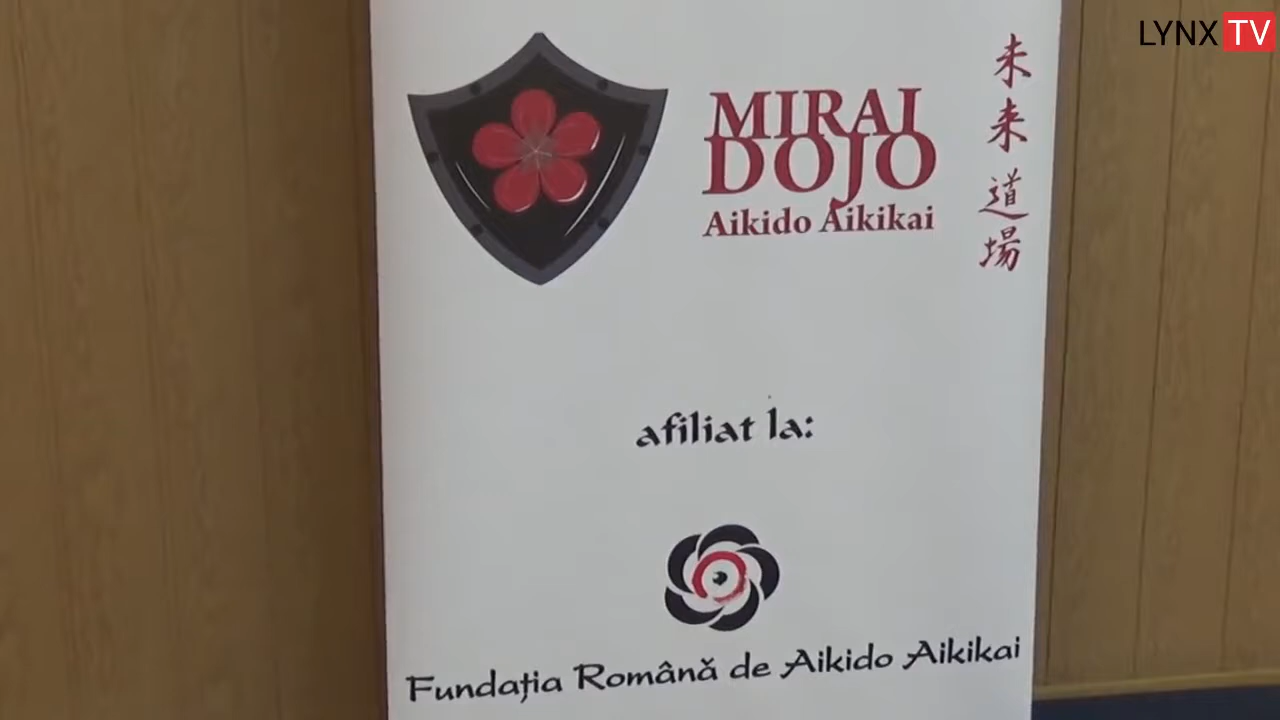 LYNX TV
MIRAI
DOJO
Aikido Aikikai
未来道場
afiliat la:
Fundația Română de Aikido Aikikai